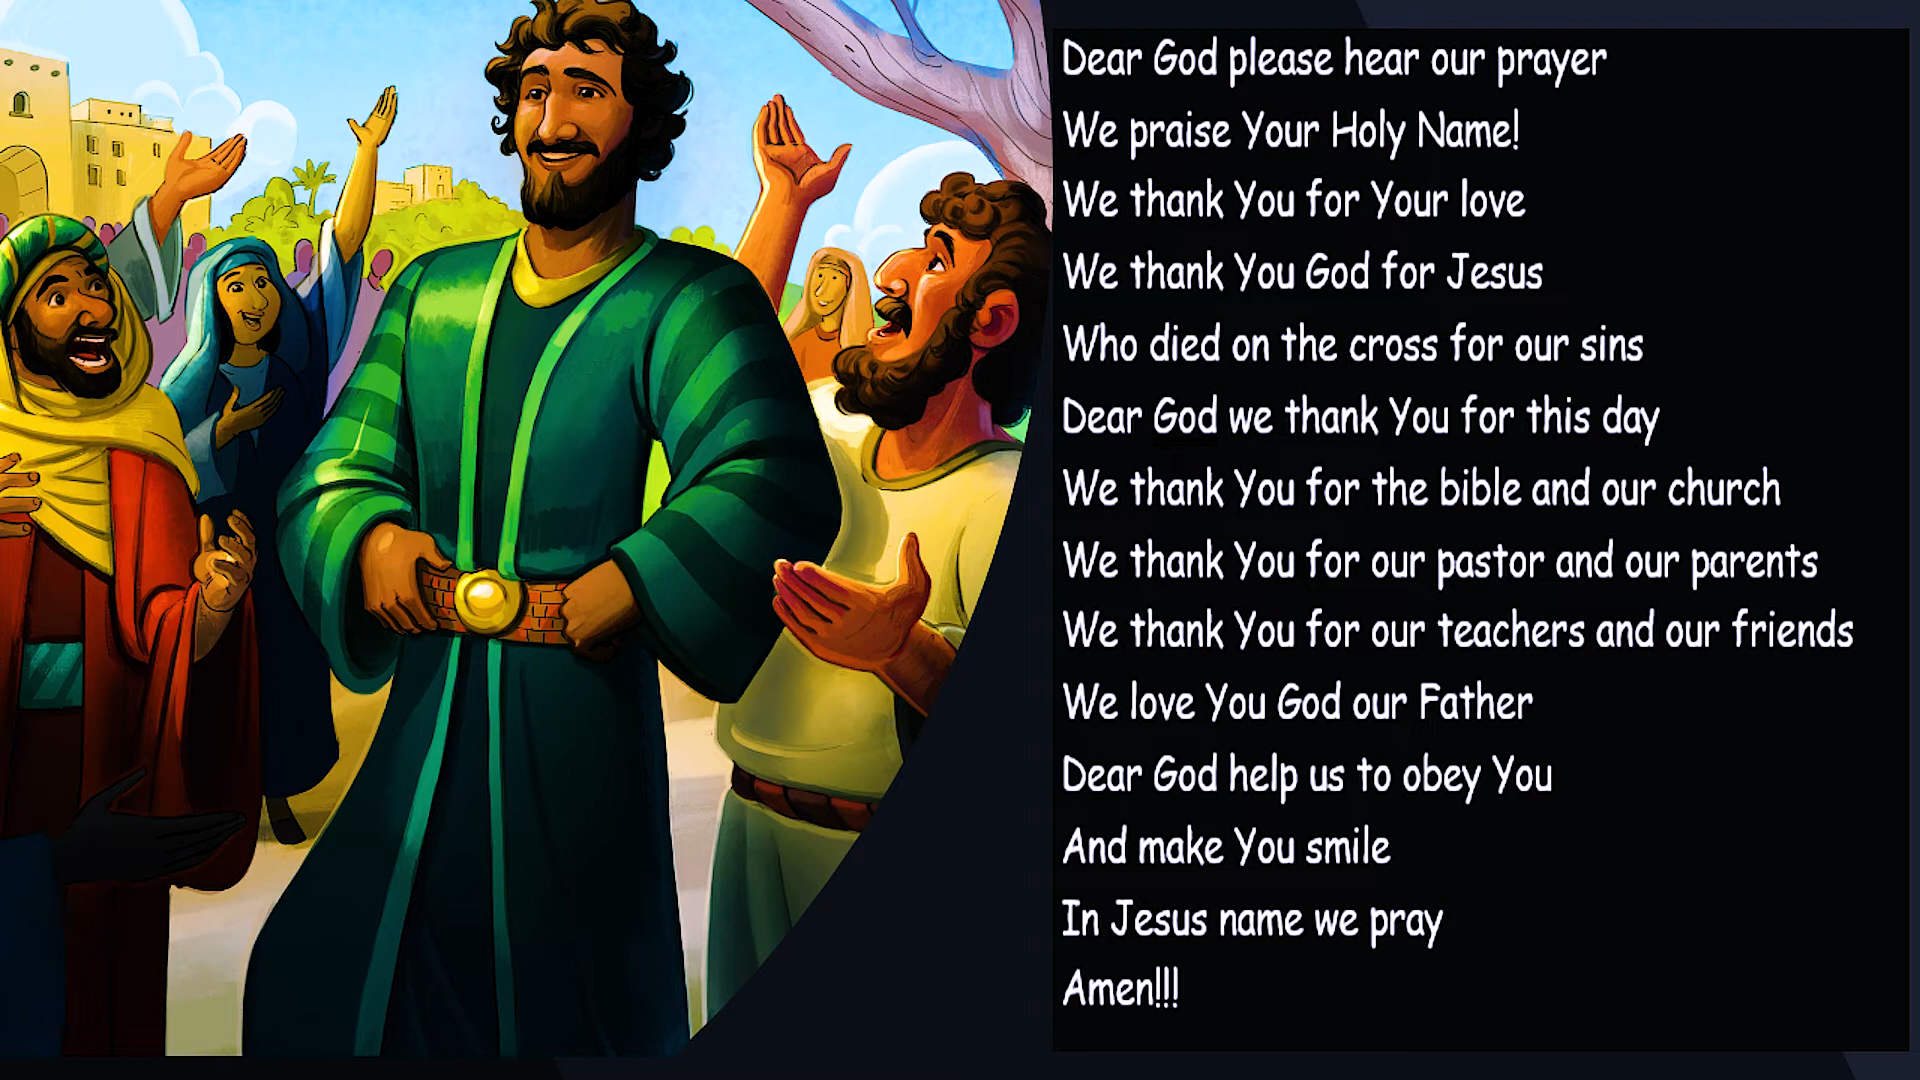 Dear God please hear our prayer
We praise Your Holy Name!
We thank You for Your love
We thank You God for Jesus
Who died on the cross for our sins
Dear God we thank You for this day
We thank You for the bible and our church
We thank You for our pastor and our parents
We thank You for our teachers and our friends
We love You God our Father
Dear God help us to obey You
And make You smile
In Jesus name we pray
Amen!!!